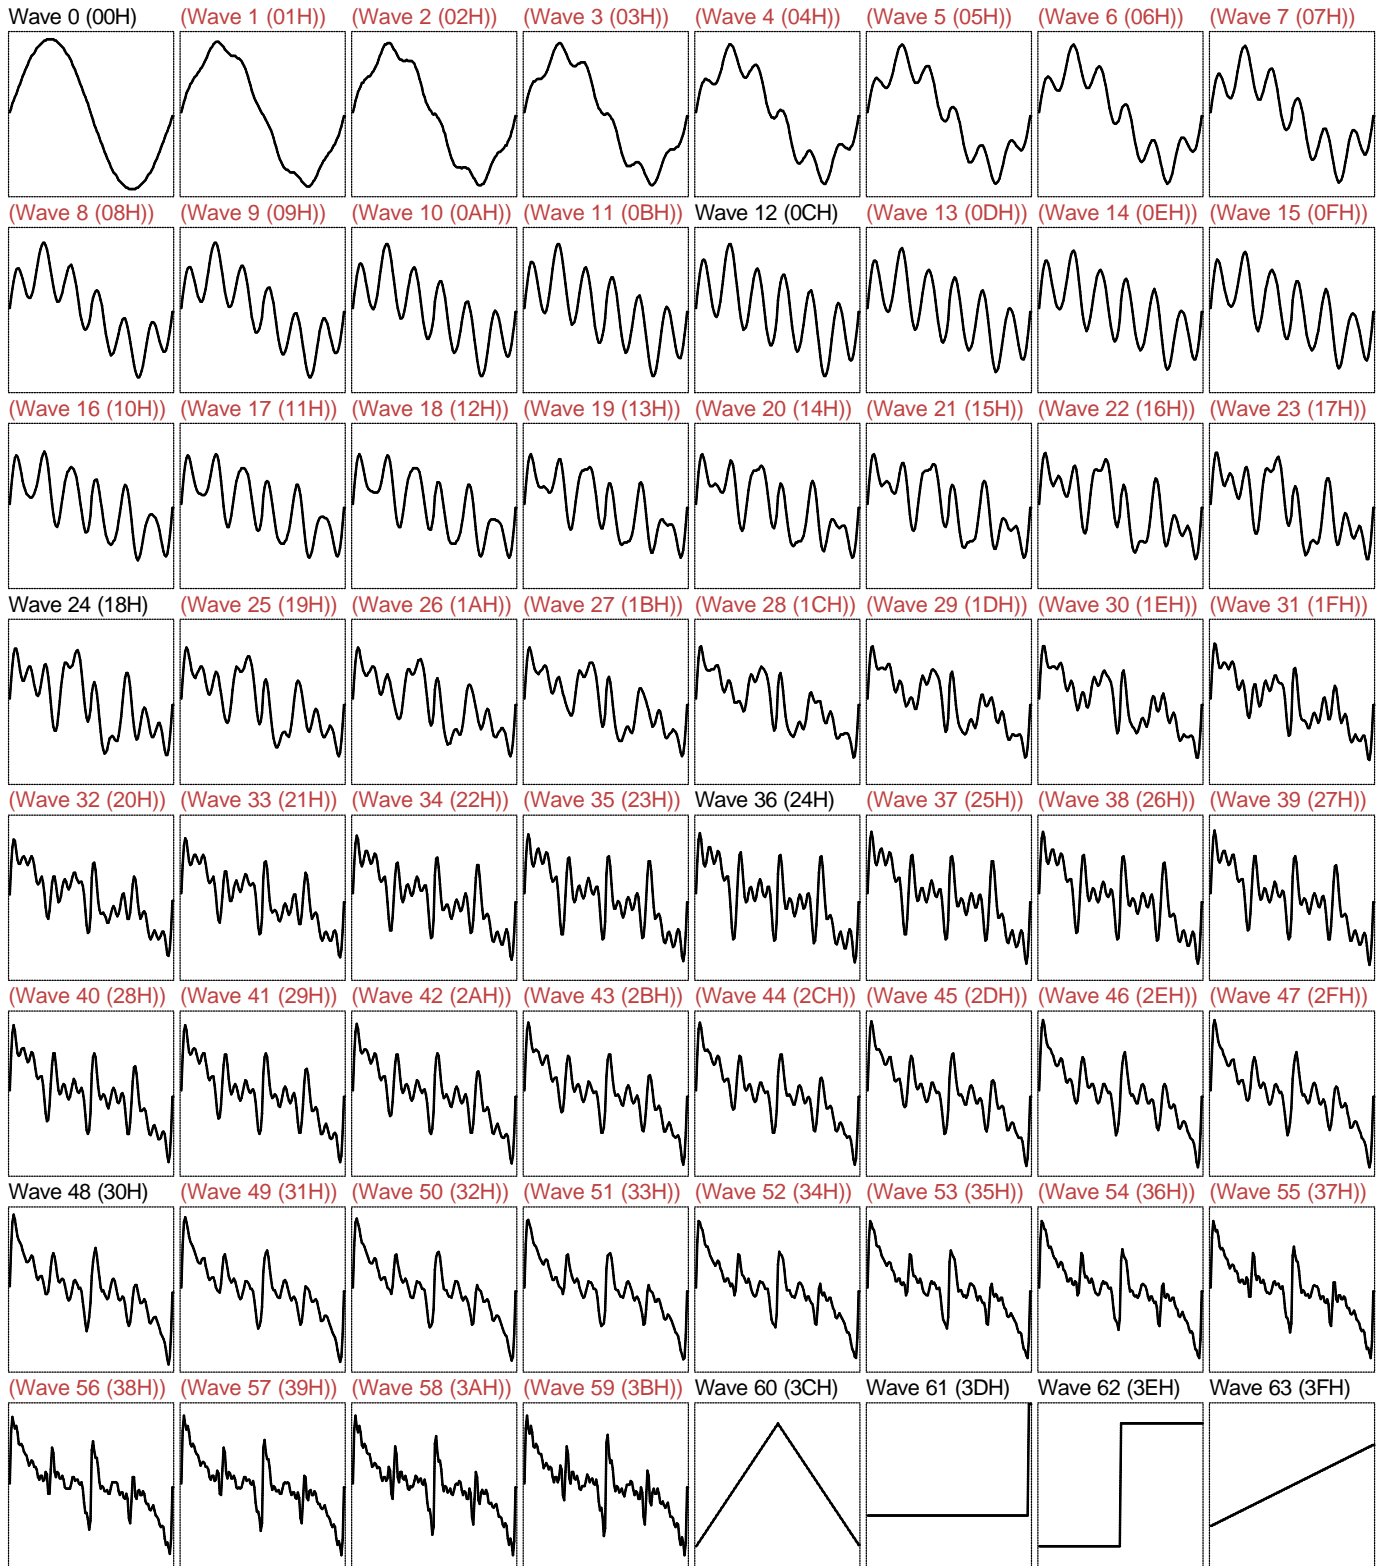 Wave 0 (00H) (Wave 1 (01H)) (Wave 2 (02H)) (Wave 3 (03H)) (Wave 4 (04H)) (Wave 5 (05H)) (Wave 6 (06H)) (Wave 7 (07H))
(Wave 8 (08H)) (Wave 9 (09H)) (Wave 10 (0AH)) (Wave 11 (0BH)) Wave 12 (0CH) (Wave 13 (0DH)) (Wave 14 (0EH)) (Wave 15 (0FH))
(Wave 16 (10H)) (Wave 17 (11H)) (Wave 18 (12H)) (Wave 19 (13H)) (Wave 20 (14H)) (Wave 21 (15H)) (Wave 22 (16H)) (Wave 23 (17H))
Wave 24 (18H) (Wave 25 (19H)) (Wave 26 (1AH)) (Wave 27 (1BH)) (Wave 28 (1CH)) (Wave 29 (1DH)) (Wave 30 (1EH)) (Wave 31 (1FH))
(Wave 32 (20H)) (Wave 33 (21H)) (Wave 34 (22H)) (Wave 35 (23H)) Wave 36 (24H) (Wave 37 (25H)) (Wave 38 (26H)) (Wave 39 (27H))
(Wave 40 (28H)) (Wave 41 (29H)) (Wave 42 (2AH)) (Wave 43 (2BH)) (Wave 44 (2CH)) (Wave 45 (2DH)) (Wave 46 (2EH)) (Wave 47 (2FH))
Wave 48 (30H) (Wave 49 (31H)) (Wave 50 (32H)) (Wave 51 (33H)) (Wave 52 (34H)) (Wave 53 (35H)) (Wave 54 (36H)) (Wave 55 (37H))
(Wave 56 (38H)) (Wave 57 (39H)) (Wave 58 (3AH)) (Wave 59 (3BH)) Wave 60 (3CH) Wave 61 (3DH) Wave 62 (3EH) Wave 63 (3FH)